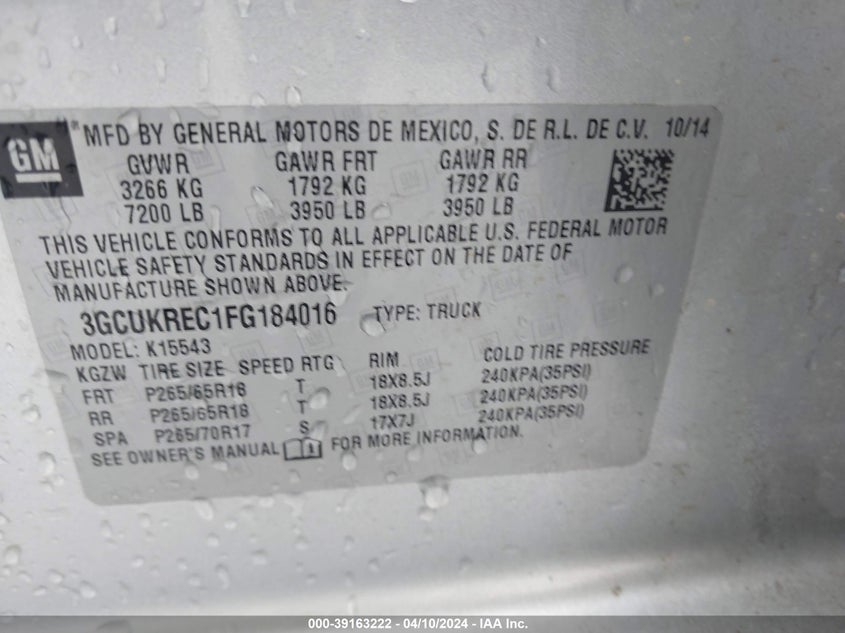 GM MFD BY GENERAL MOTORS DE MEXICO, S. DE R.L. DE C.V. 10/14
GVWR GAWR FRT GAWR RR
3266 KG 1792 KG 1792 KG
7200 LB 3950 LB 3950 LB
THIS VEHICLE CONFORMS TO ALL APPLICABLE U.S. FEDERAL MOTOR
VEHICLE SAFETY STANDARDS IN EFFECT ON THE DATE OF
MANUFACTURE SHOWN ABOVE.
3GCUKREC1FG184016 TYPE: TRUCK
MODEL: K15543
KGZW TIRE SIZE SPEED RTG RIM COLD TIRE PRESSURE
FRT P265/65R18 T 18X8.5J 240KPA(35PSI)
RR P265/65R18 T 18X8.5J 240KPA(35PSI)
SPA P265/70R17 S 17X7J 240KPA(35PSI)
SEE OWNER'S MANUAL FOR MORE INFORMATION.
000-39163222 - 04/10/2024 - IAA Inc.